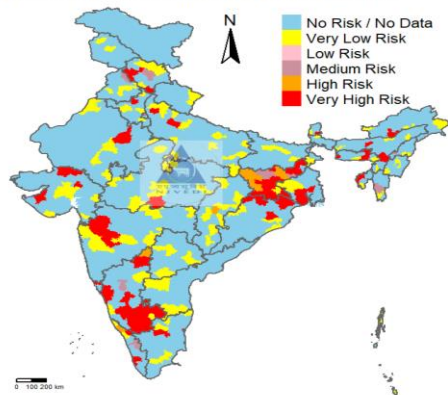 N
No Risk / No Data
Very Low Risk
Low Risk
Medium Risk
High Risk
Very High Risk
0 100 200 km